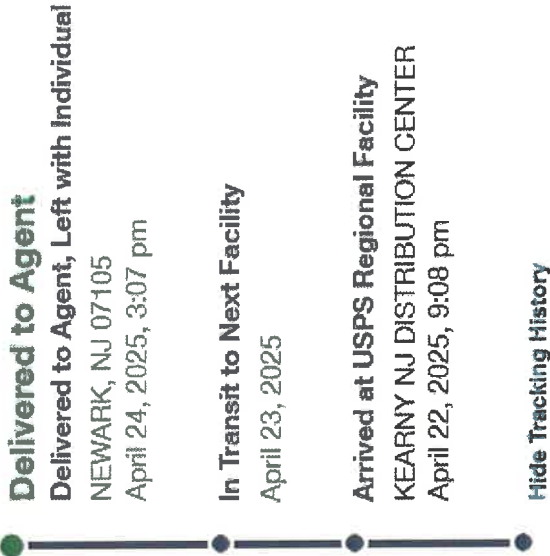 Delivered to Agent
Delivered to Agent, Left with Individual
NEWARK, NJ 07105
April 24, 2025, 3:07 pm
In Transit to Next Facility
April 23, 2025
Arrived at USPS Regional Facility
KEARNY NJ DISTRIBUTION CENTER
April 22, 2025, 9:08 pm
Hide Tracking History